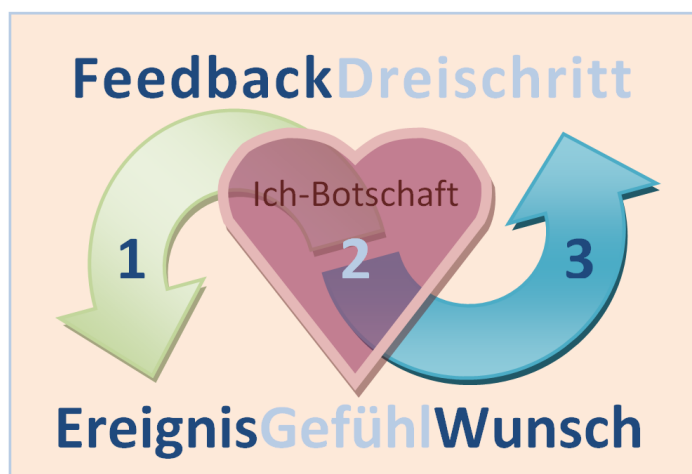 FeedbackDreischritt
Ich-Botschaft
1 2 3
EreignisGefühlWunsch